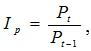 I_p = P_t / P_{t-1} ,